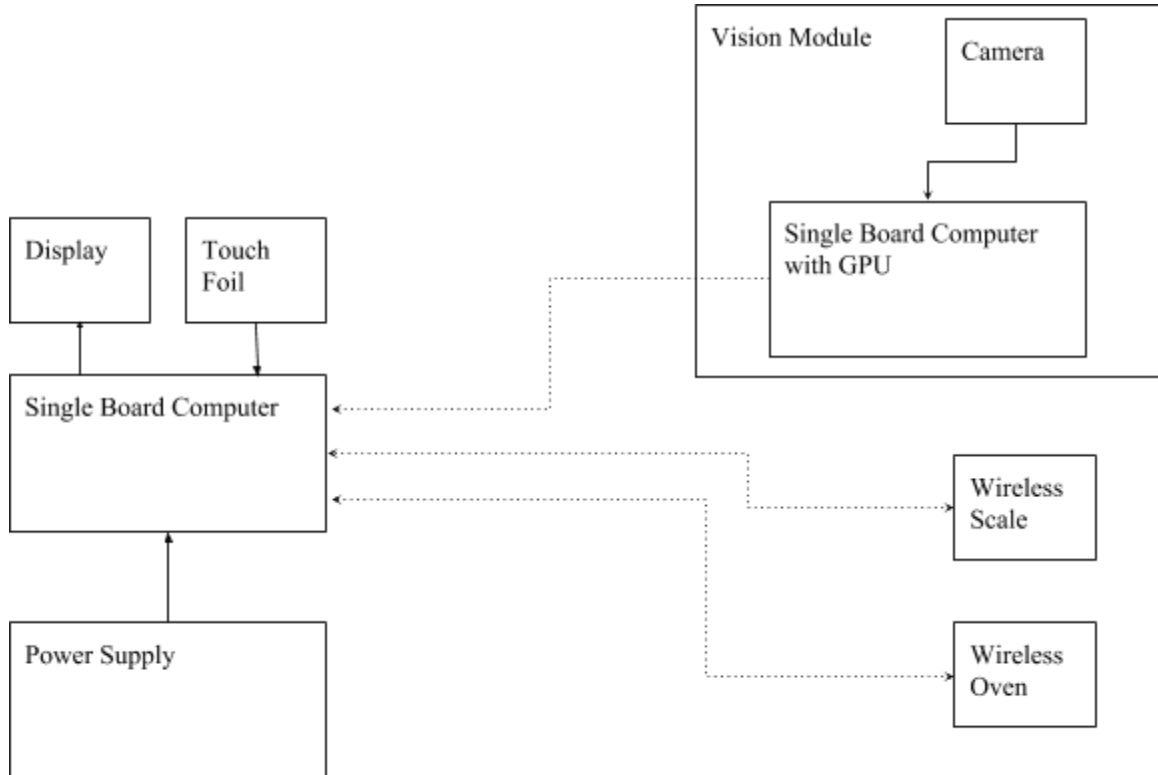 Vision Module
Camera
Single Board Computer
with GPU
Display
Touch
Foil
Single Board Computer
Wireless
Scale
Power Supply
Wireless
Oven